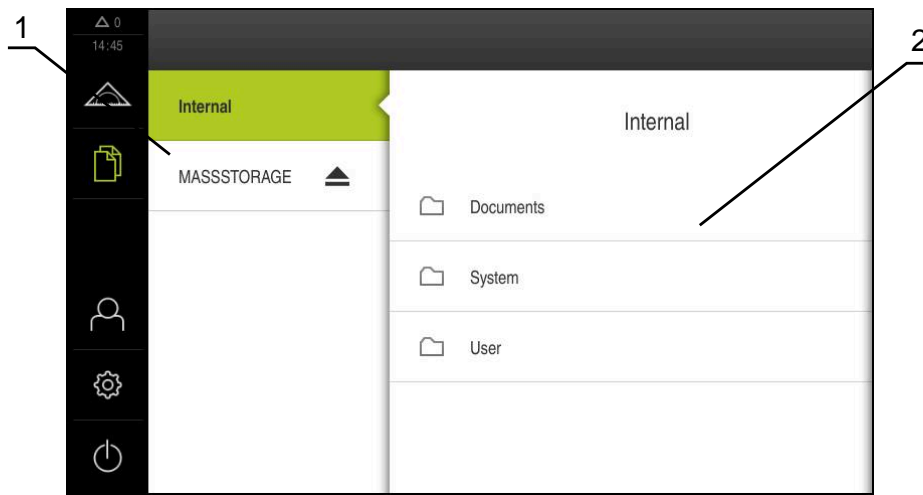 1
2
△ 0
14:45
Internal
MASSSTORAGE
Internal
Documents
System
User